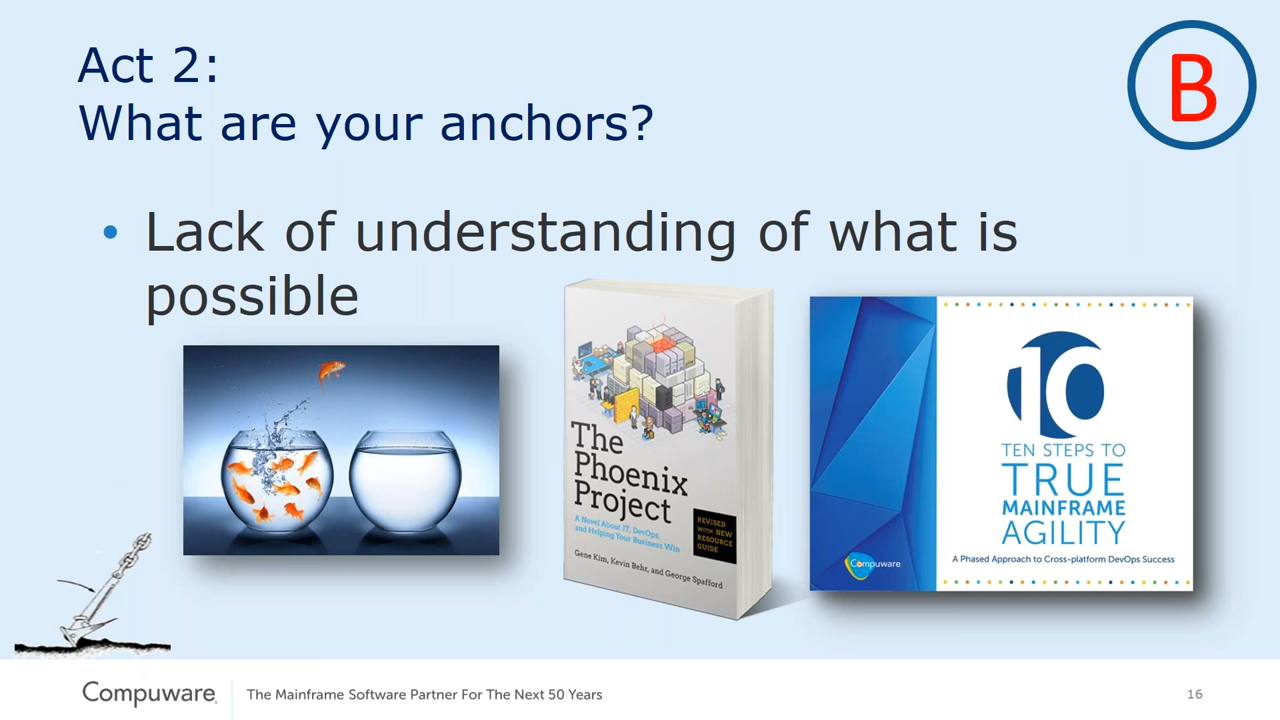 Act 2:
What are your anchors?
B
• Lack of understanding of what is
possible
The
Phoenix
Project
A Novel About IT, DevOps,
and Helping Your Business Win
REVISED
WITH NEW
RESOURCE
GUIDE
Gene Kim, Kevin Behr, and George Spafford
10
TEN STEPS TO
TRUE
MAINFRAME
AGILITY
A Phased Approach to Cross-platform DevOps Success
Compuware
Compuware.
The Mainframe Software Partner For The Next 50 Years
16